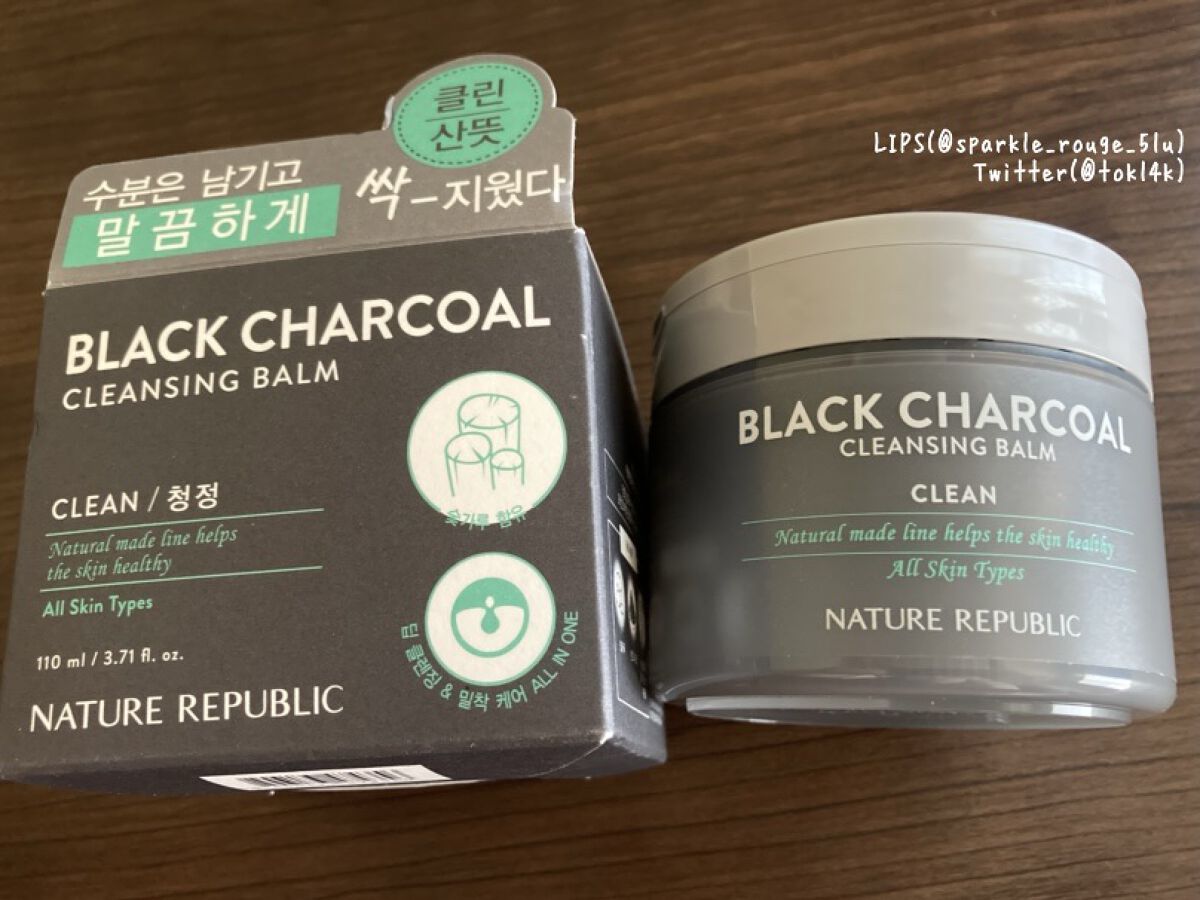 LIPS(@sparkle_rouge_5lu)
Twitter(@tokl4k)
클린
산뜻
수분은 남기고
말끔하게
싹-지웠다
BLACK CHARCOAL
CLEANSING BALM
CLEAN / 청정
Natural made line helps
the skin healthy
All Skin Types
110 ml / 3.71 fl. oz.
NATURE REPUBLIC
숯가루 함유
딥 클렌징 & 밀착 케어 ALL IN ONE
BLACK CHARCOAL
CLEANSING BALM
CLEAN
Natural made line helps the skin healthy
All Skin Types
NATURE REPUBLIC